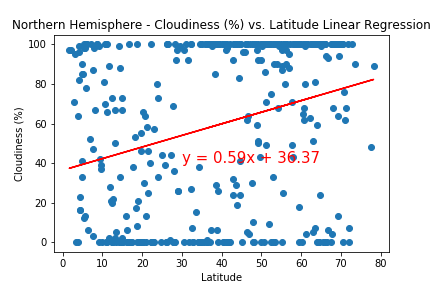 Northern Hemisphere - Cloudiness (%) vs. Latitude Linear Regression
100
80
60
40
20
0
Cloudiness (%)
y = 0.59x + 36.37
0 10 20 30 40 50 60 70 80
Latitude